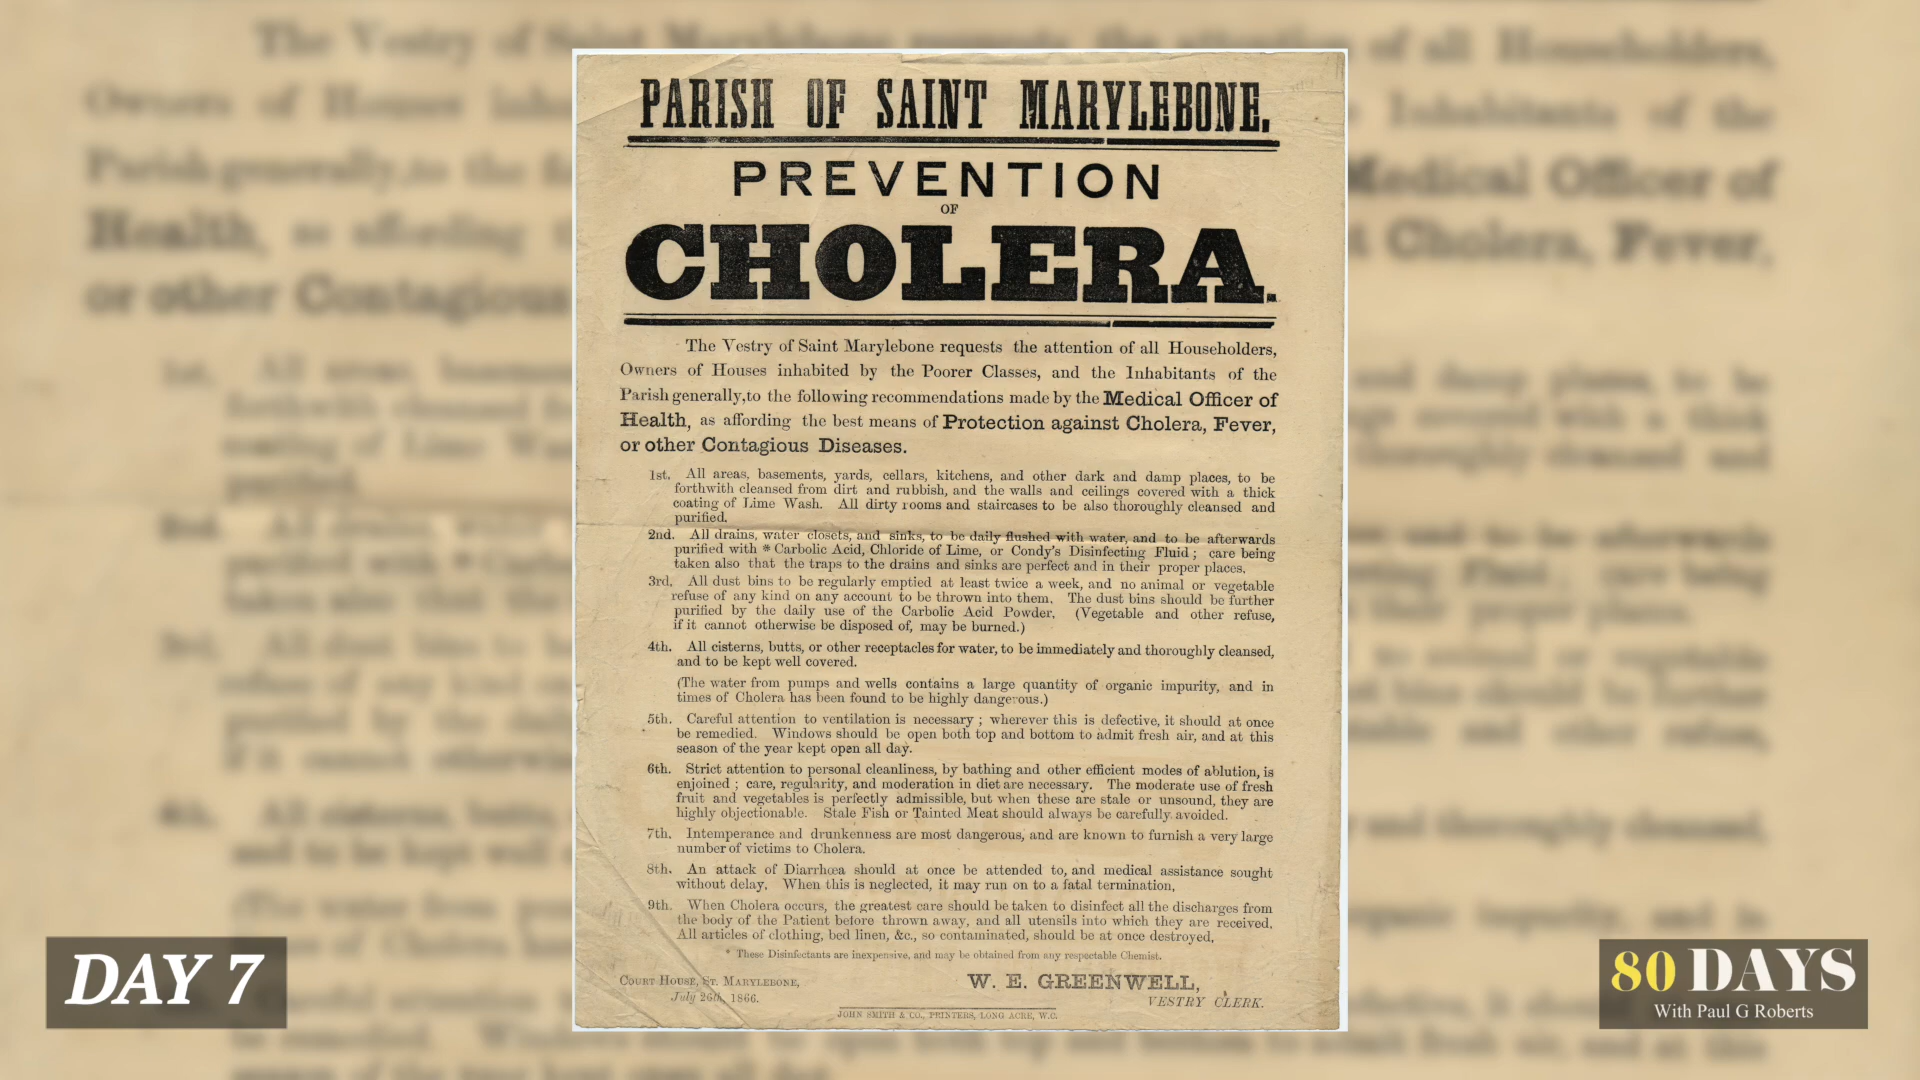 PARISH OF SAINT MARYLEBONE.
PREVENTION
OF
CHOLERA.
The Vestry of Saint Marylebone requests the attention of all Householders,
Owners of Houses inhabited by the Poorer Classes, and the Inhabitants of the
Parish generally, to the following recommendations made by the Medical Officer of
Health, as affording the best means of Protection against Cholera, Fever,
or other Contagious Diseases.
1st. All areas, basements, yards, cellars, kitchens, and other dark and damp places, to be
forthwith cleansed from dirt and rubbish, and the walls and ceilings covered with a thick
coating of Lime Wash. All dirty rooms and staircases to be also thoroughly cleansed and
purified.
2nd. All drains, water closets, and sinks, to be daily flushed with water, and to be afterwards
purified with * Carbolic Acid, Chloride of Lime, or Condy's Disinfecting Fluid; care being
taken also that the traps to the drains and sinks are perfect and in their proper places.
3rd. All dust bins to be regularly emptied at least twice a week, and no animal or vegetable
refuse of any kind on any account to be thrown into them. The dust bins should be further
purified by the daily use of the Carbolic Acid Powder. (Vegetable and other refuse,
if it cannot otherwise be disposed of, may be burned.)
4th. All cisterns, butts, or other receptacles for water, to be immediately and thoroughly cleansed,
and to be kept well covered.
(The water from pumps and wells contains a large quantity of organic impurity, and in
times of Cholera has been found to be highly dangerous.)
5th. Careful attention to ventilation is necessary; wherever this is defective, it should at once
be remedied. Windows should be open both top and bottom to admit fresh air, and at this
season of the year kept open all day.
6th. Strict attention to personal cleanliness, by bathing and other efficient modes of ablution, is
enjoined; care, regularity, and moderation in diet are necessary. The moderate use of fresh
fruit and vegetables is perfectly admissible, but when these are stale or unsound, they are
highly objectionable. Stale Fish or Tainted Meat should always be carefully avoided.
7th. Intemperance and drunkenness are most dangerous, and are known to furnish a very large
number of victims to Cholera.
8th. An attack of Diarrhœa should at once be attended to, and medical assistance sought
without delay. When this is neglected, it may run on to a fatal termination.
9th. When Cholera occurs, the greatest care should be taken to disinfect all the discharges from
the body of the Patient before thrown away, and all utensils into which they are received.
All articles of clothing, bed linen, &c., so contaminated, should be at once destroyed.
* These Disinfectants are inexpensive, and may be obtained from any respectable Chemist.
COURT HOUSE, ST. MARYLEBONE,
July 26th, 1866.
W. E. GREENWELL,
VESTRY CLERK.
JOHN SMITH & CO., PRINTERS, LONG ACRE, W.C.
DAY 7
80 DAYS
With Paul G Roberts